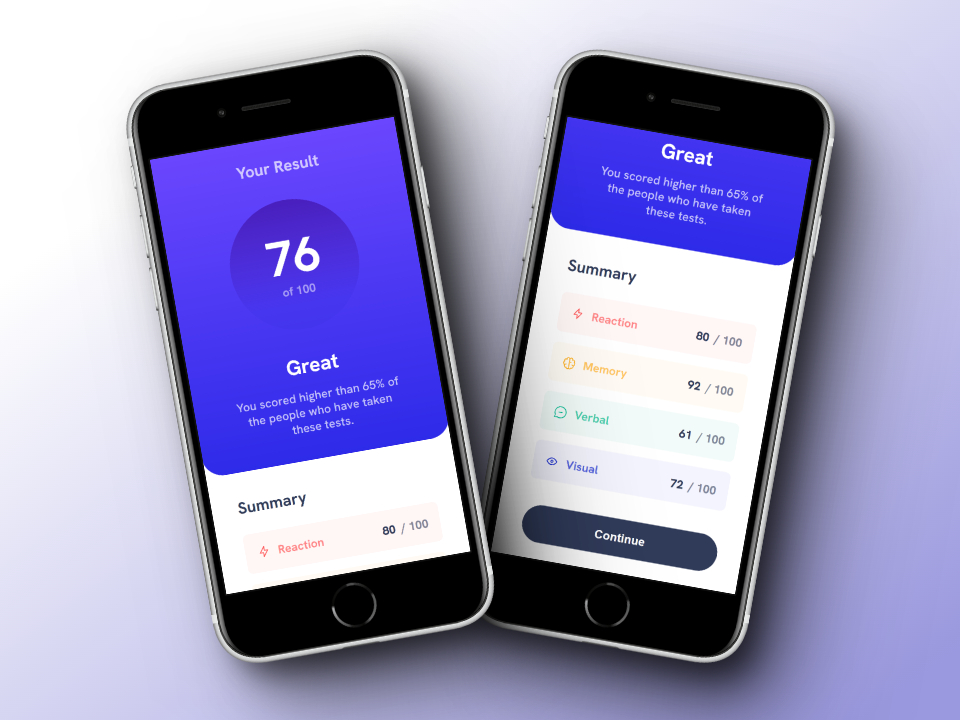 Your Result
76
of 100
Great
You scored higher than 65% of
the people who have taken
these tests.
Summary
Reaction 80 / 100
Great
You scored higher than 65% of
the people who have taken
these tests.
Summary
Reaction 80 / 100
Memory 92 / 100
Verbal 61 / 100
Visual 72 / 100
Continue